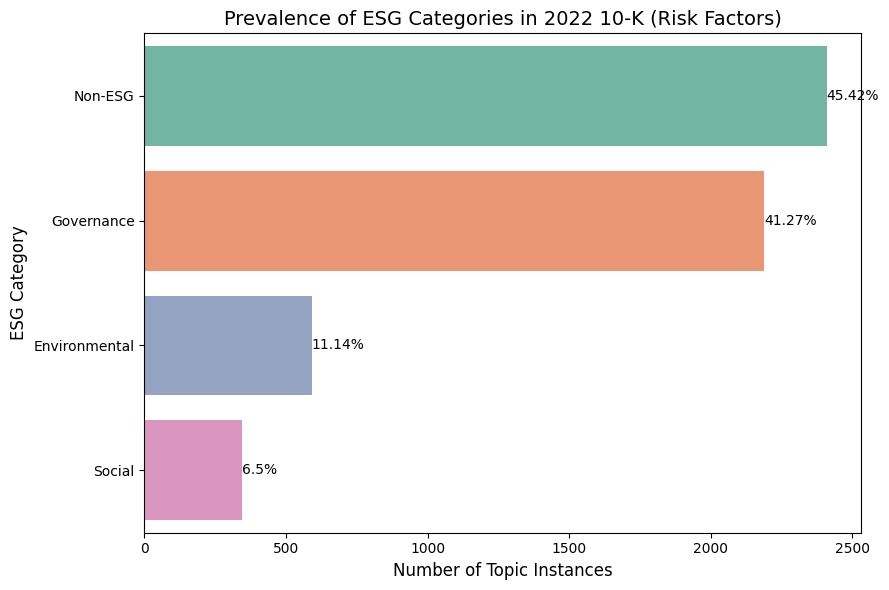 Prevalence of ESG Categories in 2022 10-K (Risk Factors)
ESG Category
Non-ESG
45.42%
Governance
41.27%
Environmental
11.14%
Social
6.5%
0
500
1000
1500
2000
2500
Number of Topic Instances